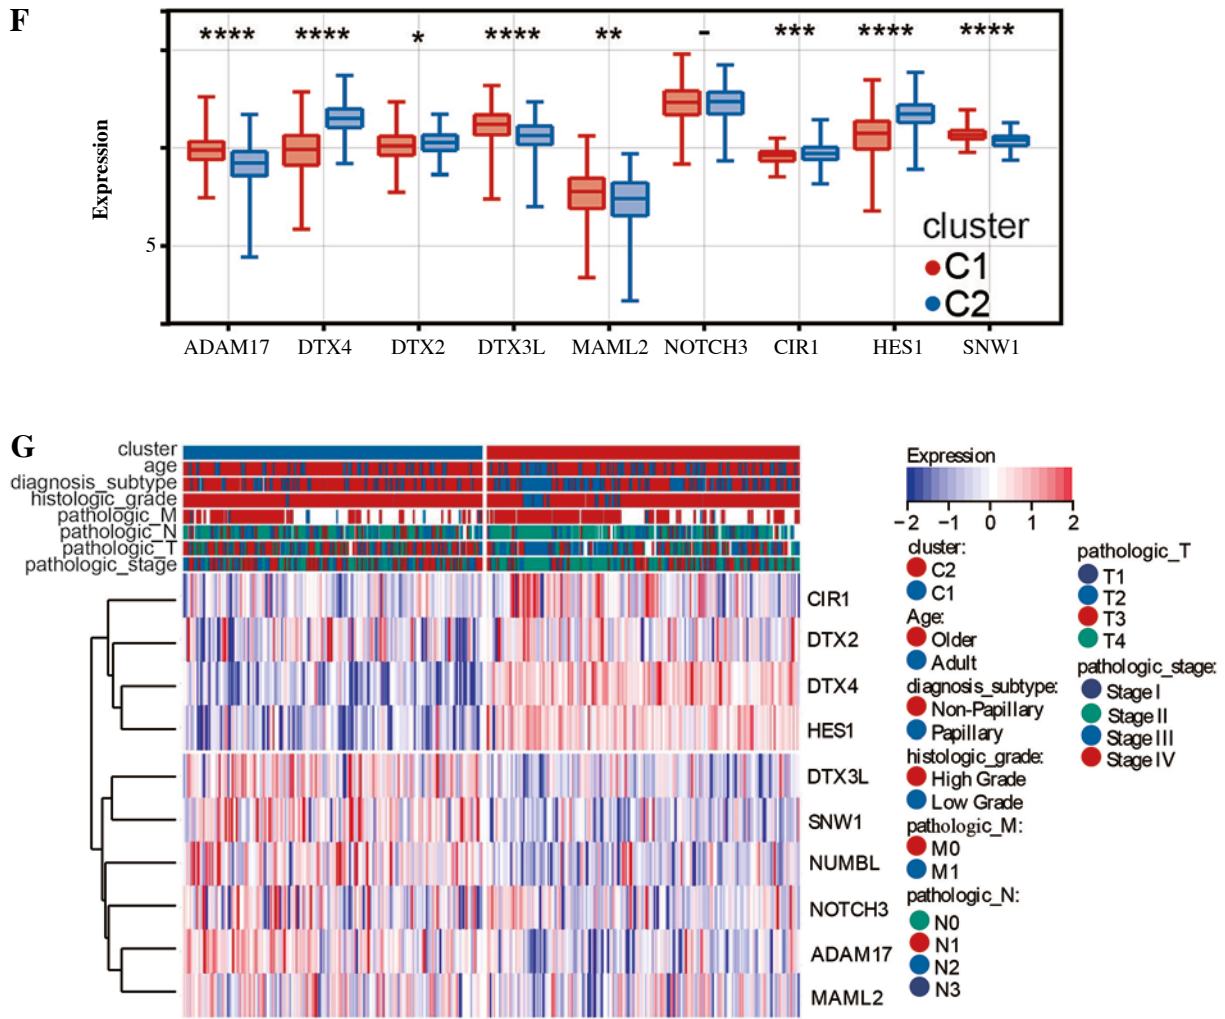 F
**** **** * **** ** - *** **** ****
Expression
5
cluster
C1
C2
ADAM17 DTX4 DTX2 DTX3L MAML2 NOTCH3 CIR1 HES1 SNW1
G
cluster
age
diagnosis_subtype
histologic_grade
pathologic_M
pathologic_N
pathologic_T
pathologic_stage
CIR1
DTX2
DTX4
HES1
DTX3L
SNW1
NUMBL
NOTCH3
ADAM17
MAML2
Expression
−2 −1 0 1 2
cluster:
C2
C1
Age:
Older
Adult
diagnosis_subtype:
Non-Papillary
Papillary
histologic_grade:
High Grade
Low Grade
pathologic_M:
M0
M1
pathologic_N:
N0
N1
N2
N3
pathologic_T
T1
T2
T3
T4
pathologic_stage:
Stage I
Stage II
Stage III
Stage IV